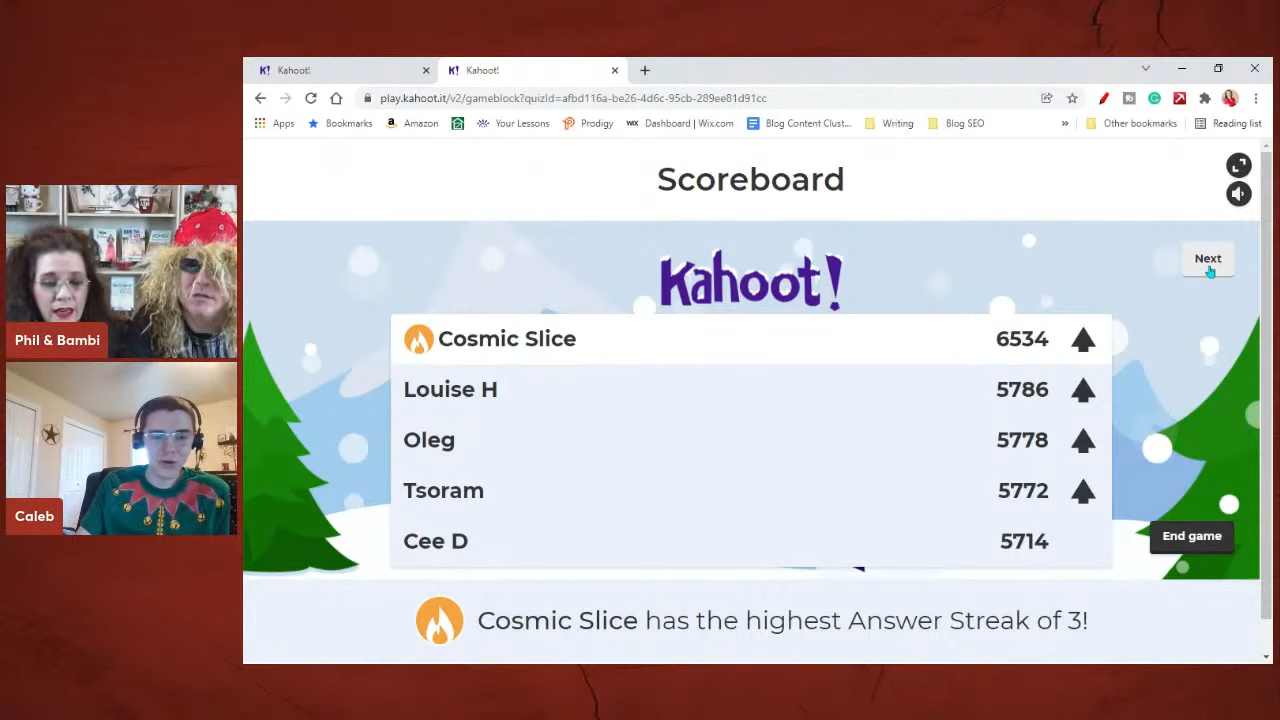 Kahoot!
Kahoot!
play.kahoot.it/v2/gameblock?quizId=afbd116a-be26-4d6c-95cb-289ee81d91cc
Apps Bookmarks Amazon Your Lessons Prodigy Dashboard | Wix.com Blog Content Clust... Writing Blog SEO » Other bookmarks Reading list
Scoreboard
Next
Kahoot!
Cosmic Slice 6534
Louise H 5786
Oleg 5778
Tsoram 5772
Cee D 5714
End game
Cosmic Slice has the highest Answer Streak of 3!
Phil & Bambi
Caleb